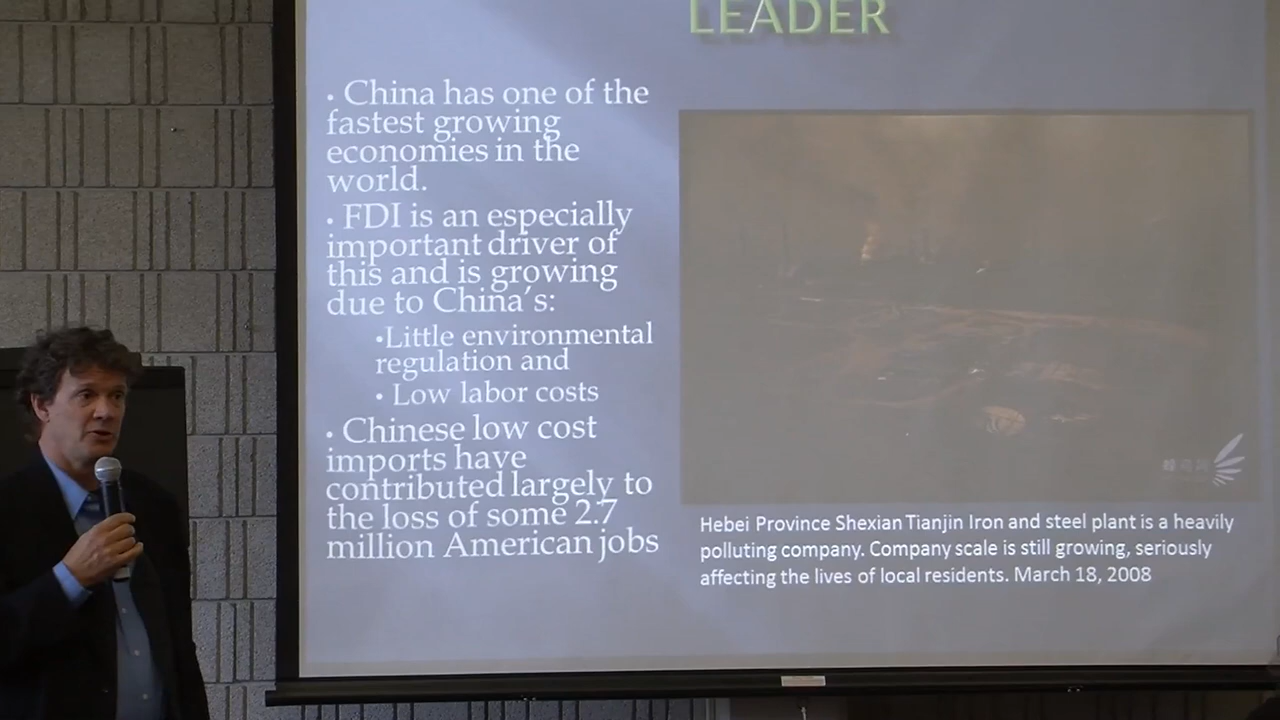 LEADER
• China has one of the
fastest growing
economies in the
world.
• FDI is an especially
important driver of
this and is growing
due to China's:
•Little environmental
regulation and
• Low labor costs
• Chinese low cost
imports have
contributed largely to
the loss of some 2.7
million American jobs
Hebei Province Shexian Tianjin Iron and steel plant is a heavily
polluting company. Company scale is still growing, seriously
affecting the lives of local residents. March 18, 2008